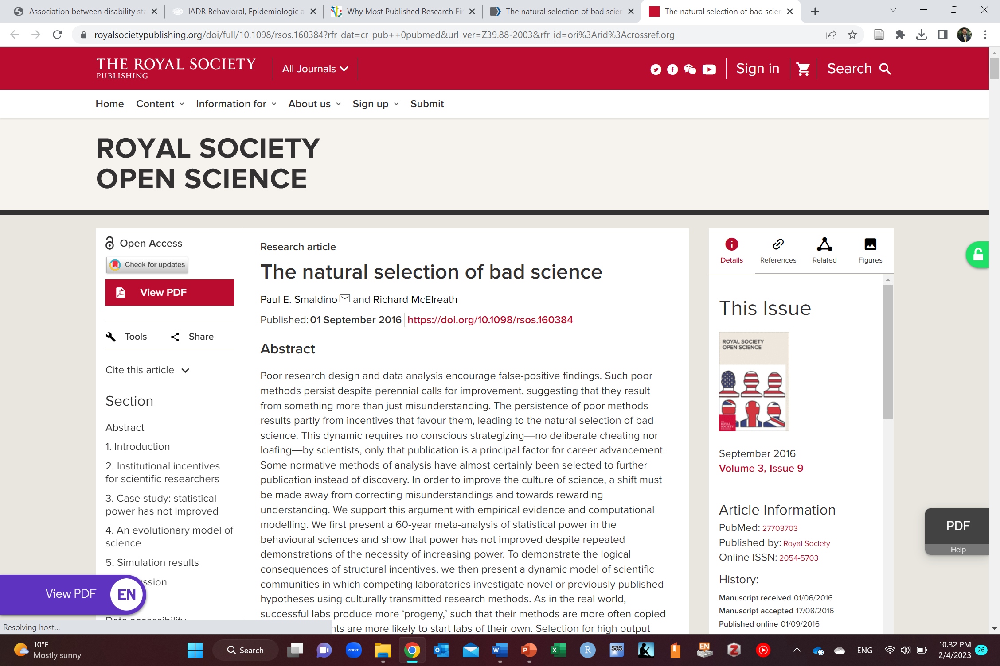 Association between disability sta
IADR Behavioral, Epidemiologic a
Why Most Published Research Fin
The natural selection of bad scien
The natural selection of bad scien
royalsocietypublishing.org/doi/full/10.1098/rsos.160384?rfr_dat=cr_pub++0pubmed&url_ver=Z39.88-2003&rfr_id=ori%3Arid%3Acrossref.org
THE ROYAL SOCIETY
PUBLISHING
All Journals
Sign in
Search
Home
Content
Information for
About us
Sign up
Submit
ROYAL SOCIETY
OPEN SCIENCE
Open Access
Check for updates
View PDF
Tools
Share
Cite this article
Section
Abstract
1. Introduction
2. Institutional incentives
for scientific researchers
3. Case study: statistical
power has not improved
4. An evolutionary model of
science
5. Simulation results
ssion
Data accessibility
View PDF
EN
Resolving host...
Research article
The natural selection of bad science
Paul E. Smaldino and Richard McElreath
Published: 01 September 2016 https://doi.org/10.1098/rsos.160384
Abstract
Poor research design and data analysis encourage false-positive findings. Such poor
methods persist despite perennial calls for improvement, suggesting that they result
from something more than just misunderstanding. The persistence of poor methods
results partly from incentives that favour them, leading to the natural selection of bad
science. This dynamic requires no conscious strategizing—no deliberate cheating nor
loafing—by scientists, only that publication is a principal factor for career advancement.
Some normative methods of analysis have almost certainly been selected to further
publication instead of discovery. In order to improve the culture of science, a shift must
be made away from correcting misunderstandings and towards rewarding
understanding. We support this argument with empirical evidence and computational
modelling. We first present a 60-year meta-analysis of statistical power in the
behavioural sciences and show that power has not improved despite repeated
demonstrations of the necessity of increasing power. To demonstrate the logical
consequences of structural incentives, we then present a dynamic model of scientific
communities in which competing laboratories investigate novel or previously published
hypotheses using culturally transmitted research methods. As in the real world,
successful labs produce more ‘progeny,’ such that their methods are more often copied
nts are more likely to start labs of their own. Selection for high output
Details
References
Related
Figures
This Issue
ROYAL SOCIETY
OPEN SCIENCE
September 2016
Volume 3, Issue 9
Article Information
PubMed: 27703703
Published by: Royal Society
Online ISSN: 2054-5703
History:
Manuscript received 01/06/2016
Manuscript accepted 17/08/2016
Published online 01/09/2016
PDF
Help
10°F
Mostly sunny
Search
zoom
EN
sas
ENG
10:32 PM
2/4/2023
26